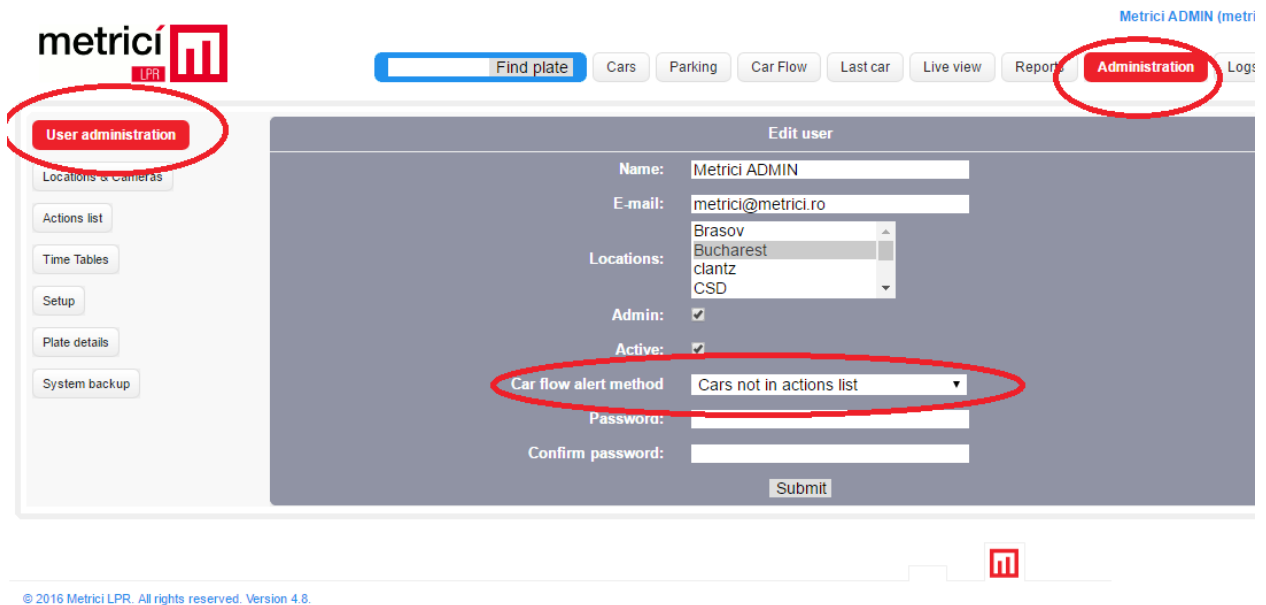 Metrici ADMIN (metri
metricí
LPR
Find plate Cars Parking Car Flow Last car Live view Reports Administration Logs
User administration
Locations & Cameras
Actions list
Time Tables
Setup
Plate details
System backup
Edit user
Name: Metrici ADMIN
E-mail: metrici@metrici.ro
Locations:
Brasov
Bucharest
clantz
CSD
Admin:
Active:
Car flow alert method Cars not in actions list
Password:
Confirm password:
Submit
© 2016 Metrici LPR. All rights reserved. Version 4.8.